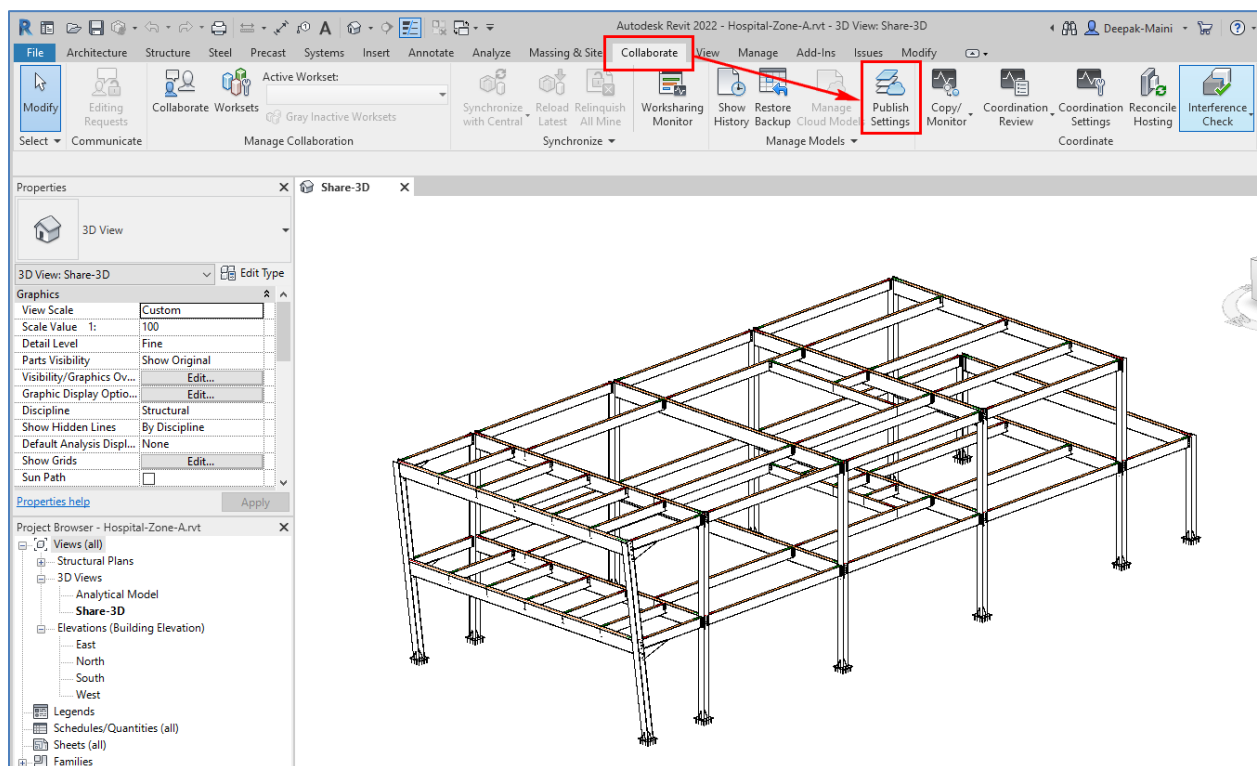 Autodesk Revit 2022 - Hospital-Zone-A.rvt - 3D View: Share-3D
Deepak-Maini
File Architecture Structure Steel Precast Systems Insert Annotate Analyze Massing & Site Collaborate View Manage Add-Ins Issues Modify
Modify
Editing Requests
Collaborate
Worksets
Active Workset:
Gray Inactive Worksets
Synchronize with Central
Reload Latest
Relinquish All Mine
Worksharing Monitor
Show History
Restore Backup
Manage Cloud Models
Publish Settings
Copy/ Monitor
Coordination Review
Coordination Settings
Reconcile Hosting
Interference Check
Select Communicate Manage Collaboration Synchronize Manage Models Coordinate
Properties
Share-3D
3D View
3D View: Share-3D
Edit Type
Graphics
View Scale Custom
Scale Value 1: 100
Detail Level Fine
Parts Visibility Show Original
Visibility/Graphics Ov... Edit...
Graphic Display Optio... Edit...
Discipline Structural
Show Hidden Lines By Discipline
Default Analysis Displ... None
Show Grids Edit...
Sun Path
Properties help Apply
Project Browser - Hospital-Zone-A.rvt
Views (all)
Structural Plans
3D Views
Analytical Model
Share-3D
Elevations (Building Elevation)
East
North
South
West
Legends
Schedules/Quantities (all)
Sheets (all)
Families